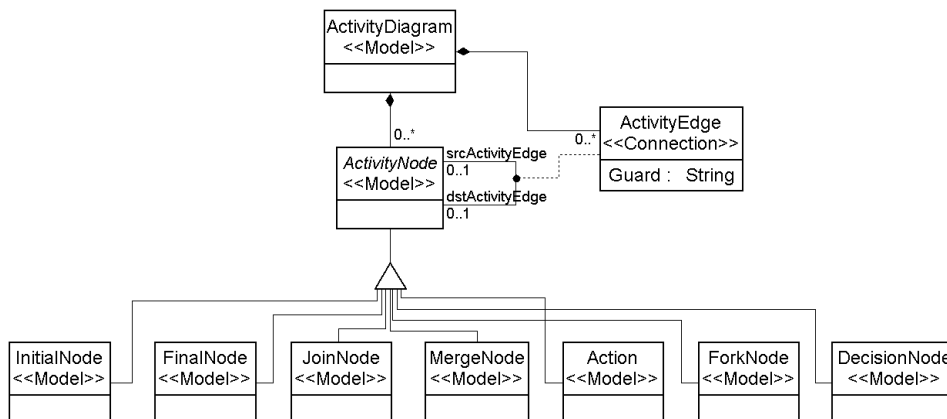 ActivityDiagram
<<Model>>
0..*
0..*
ActivityEdge
<<Connection>>
Guard : String
ActivityNode
<<Model>>
srcActivityEdge
0..1
dstActivityEdge
0..1
InitialNode
<<Model>>
FinalNode
<<Model>>
JoinNode
<<Model>>
MergeNode
<<Model>>
Action
<<Model>>
ForkNode
<<Model>>
DecisionNode
<<Model>>